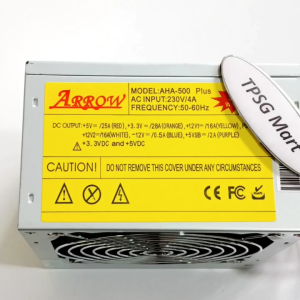 ARROW
MODEL:AHA-500 Plus
AC INPUT:230V/4A
FREQUENCY:50-60Hz
TPSG Mart
DC OUTPUT:+5V⎓/25A(RED),+3.3V⎓/28A(ORANGE),+12V1⎓/16A(YELLOW),
+12V2⎓/16A(WHITE),-12V⎓/0.5A(BLUE),+5VSB⎓/2A(PURPLE)
+3.3VDC and +5VDC
CAUTION! DO NOT REMOVE THIS COVER UNDER ANY CIRCUMSTANCES